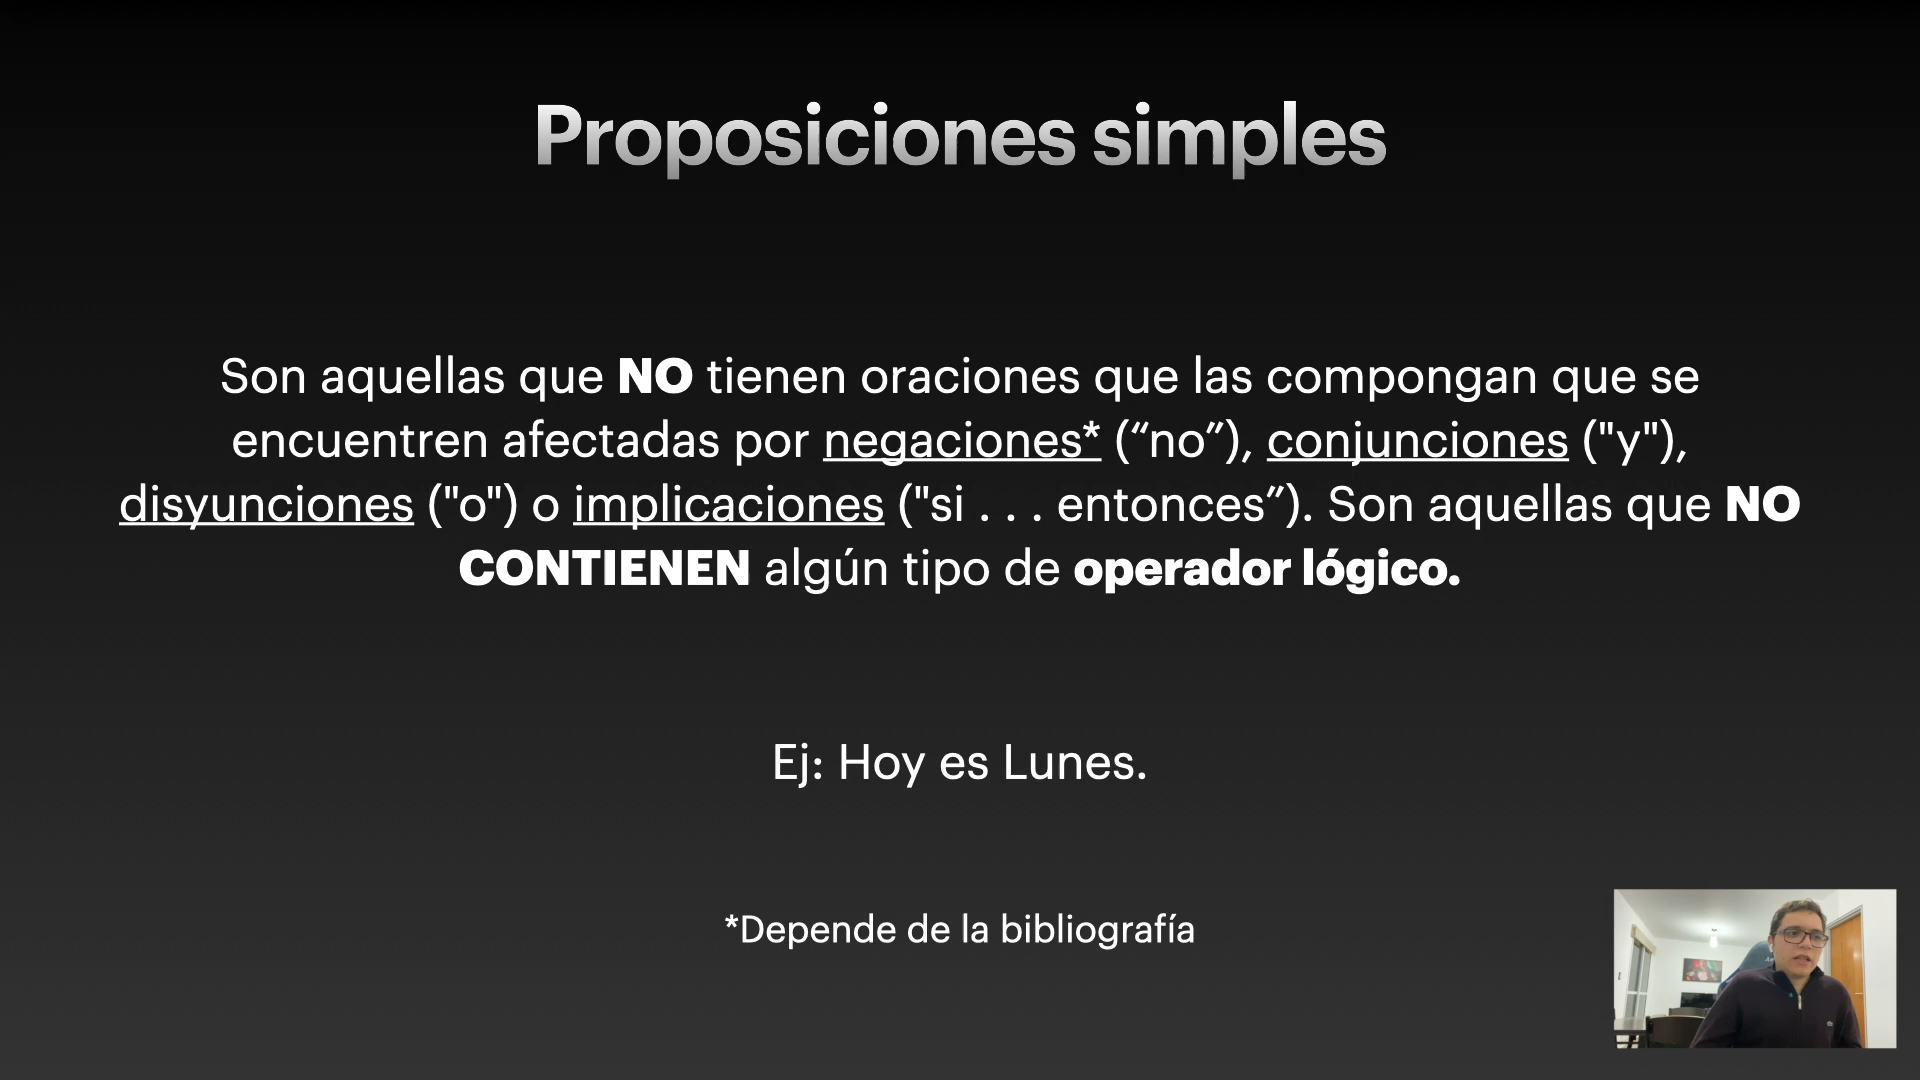 Proposiciones simples
Son aquellas que NO tienen oraciones que las compongan que se
encuentren afectadas por negaciones* (“no”), conjunciones ("y"),
disyunciones ("o") o implicaciones ("si . . . entonces”). Son aquellas que NO
CONTIENEN algún tipo de operador lógico.
Ej: Hoy es Lunes.
*Depende de la bibliografía